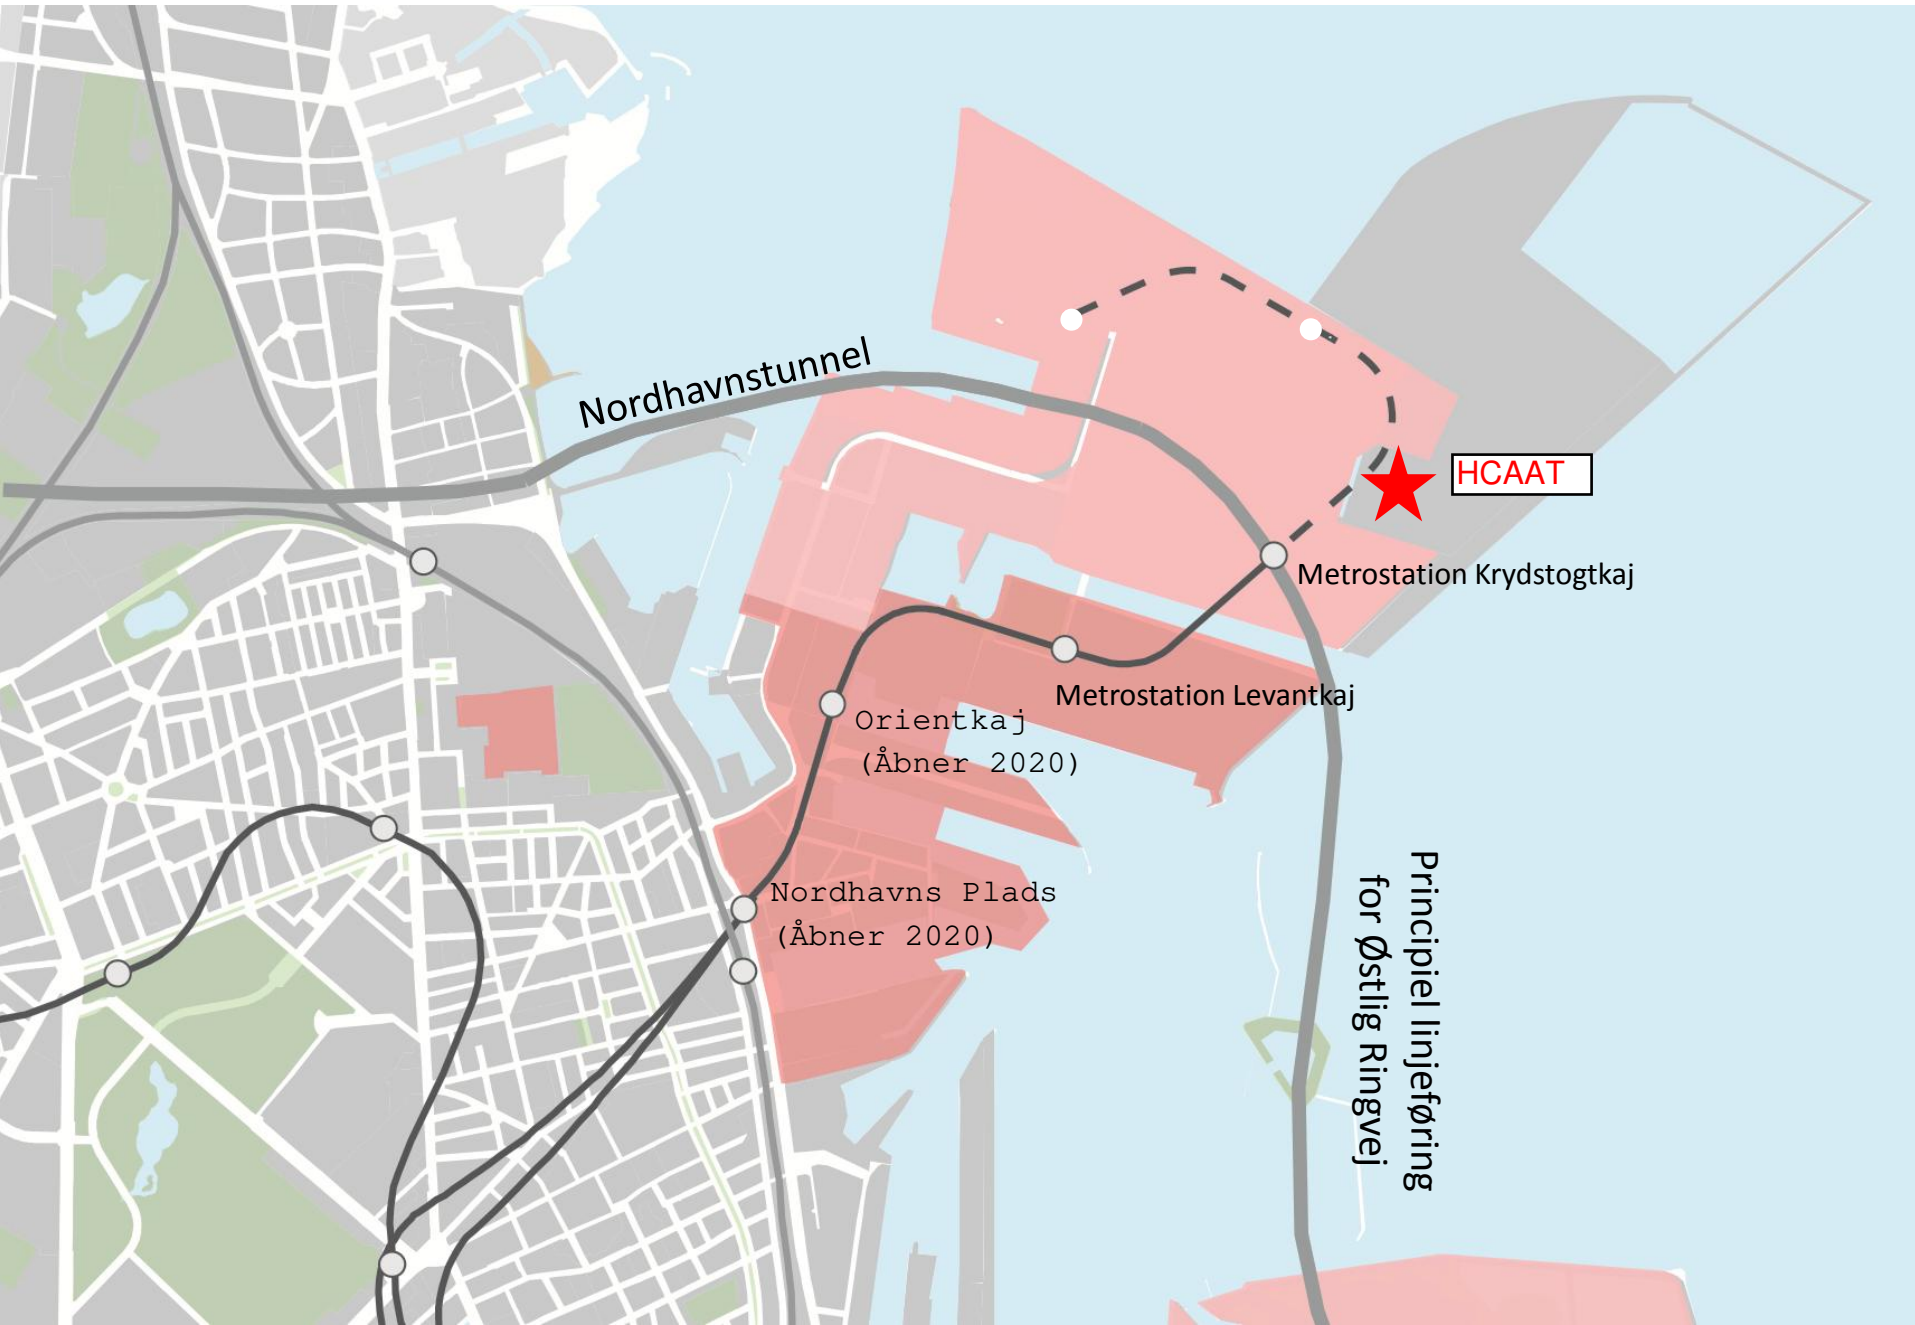 Nordhavnstunnel
HCAAT
Metrostation Krydstogtkaj
Metrostation Levantkaj
Orientkaj
(Åbner 2020)
Nordhavns Plads
(Åbner 2020)
Principiel linjeføring
for Østlig Ringvej